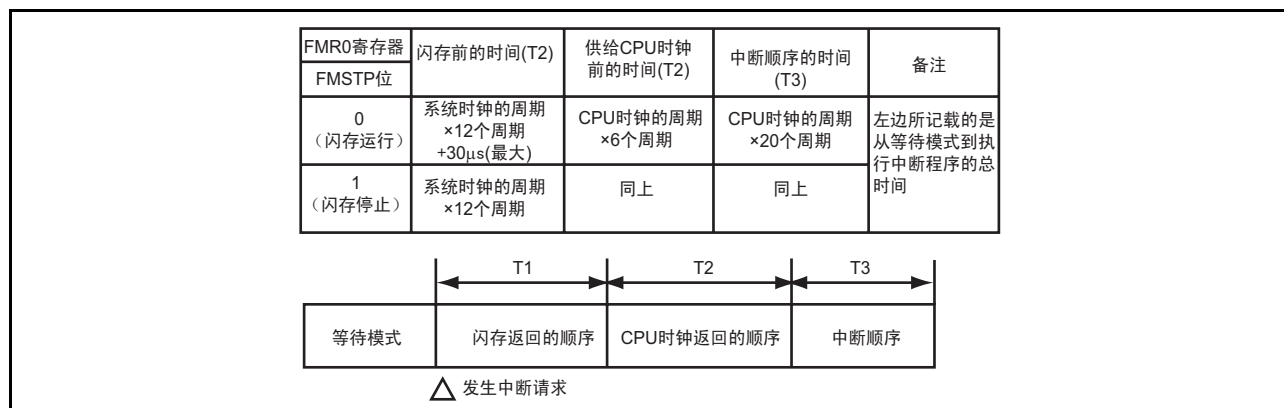 FMR0寄存器
FMSTP位
闪存前的时间(T2)
供给CPU时钟
前的时间(T2)
中断顺序的时间
(T3)
备注
0
（闪存运行）
系统时钟的周期
×12个周期
+30μs(最大)
CPU时钟的周期
×6个周期
CPU时钟的周期
×20个周期
左边所记载的是
从等待模式到执
行中断程序的总
时间
1
（闪存停止）
系统时钟的周期
×12个周期
同上
同上
T1
T2
T3
等待模式
闪存返回的顺序
CPU时钟返回的顺序
中断顺序
发生中断请求